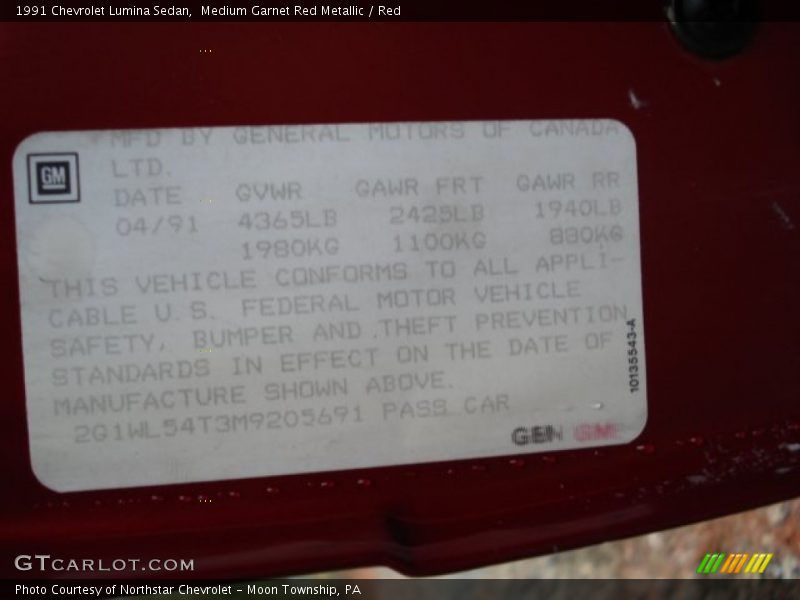 1991 Chevrolet Lumina Sedan,  Medium Garnet Red Metallic / Red
MFD BY GENERAL MOTORS OF CANADA
LTD.
GM
DATE GVWR GAWR FRT GAWR RR
04/91 4365LB 2425LB 1940LB
1980KG 1100KG 880KG
THIS VEHICLE CONFORMS TO ALL APPLI-
CABLE U.S. FEDERAL MOTOR VEHICLE
SAFETY, BUMPER AND THEFT PREVENTION
STANDARDS IN EFFECT ON THE DATE OF
MANUFACTURE SHOWN ABOVE.
2G1WL54T3M9205691 PASS CAR
10135543-A
GEN GM
GTCARLOT.COM
Photo Courtesy of Northstar Chevrolet - Moon Township, PA